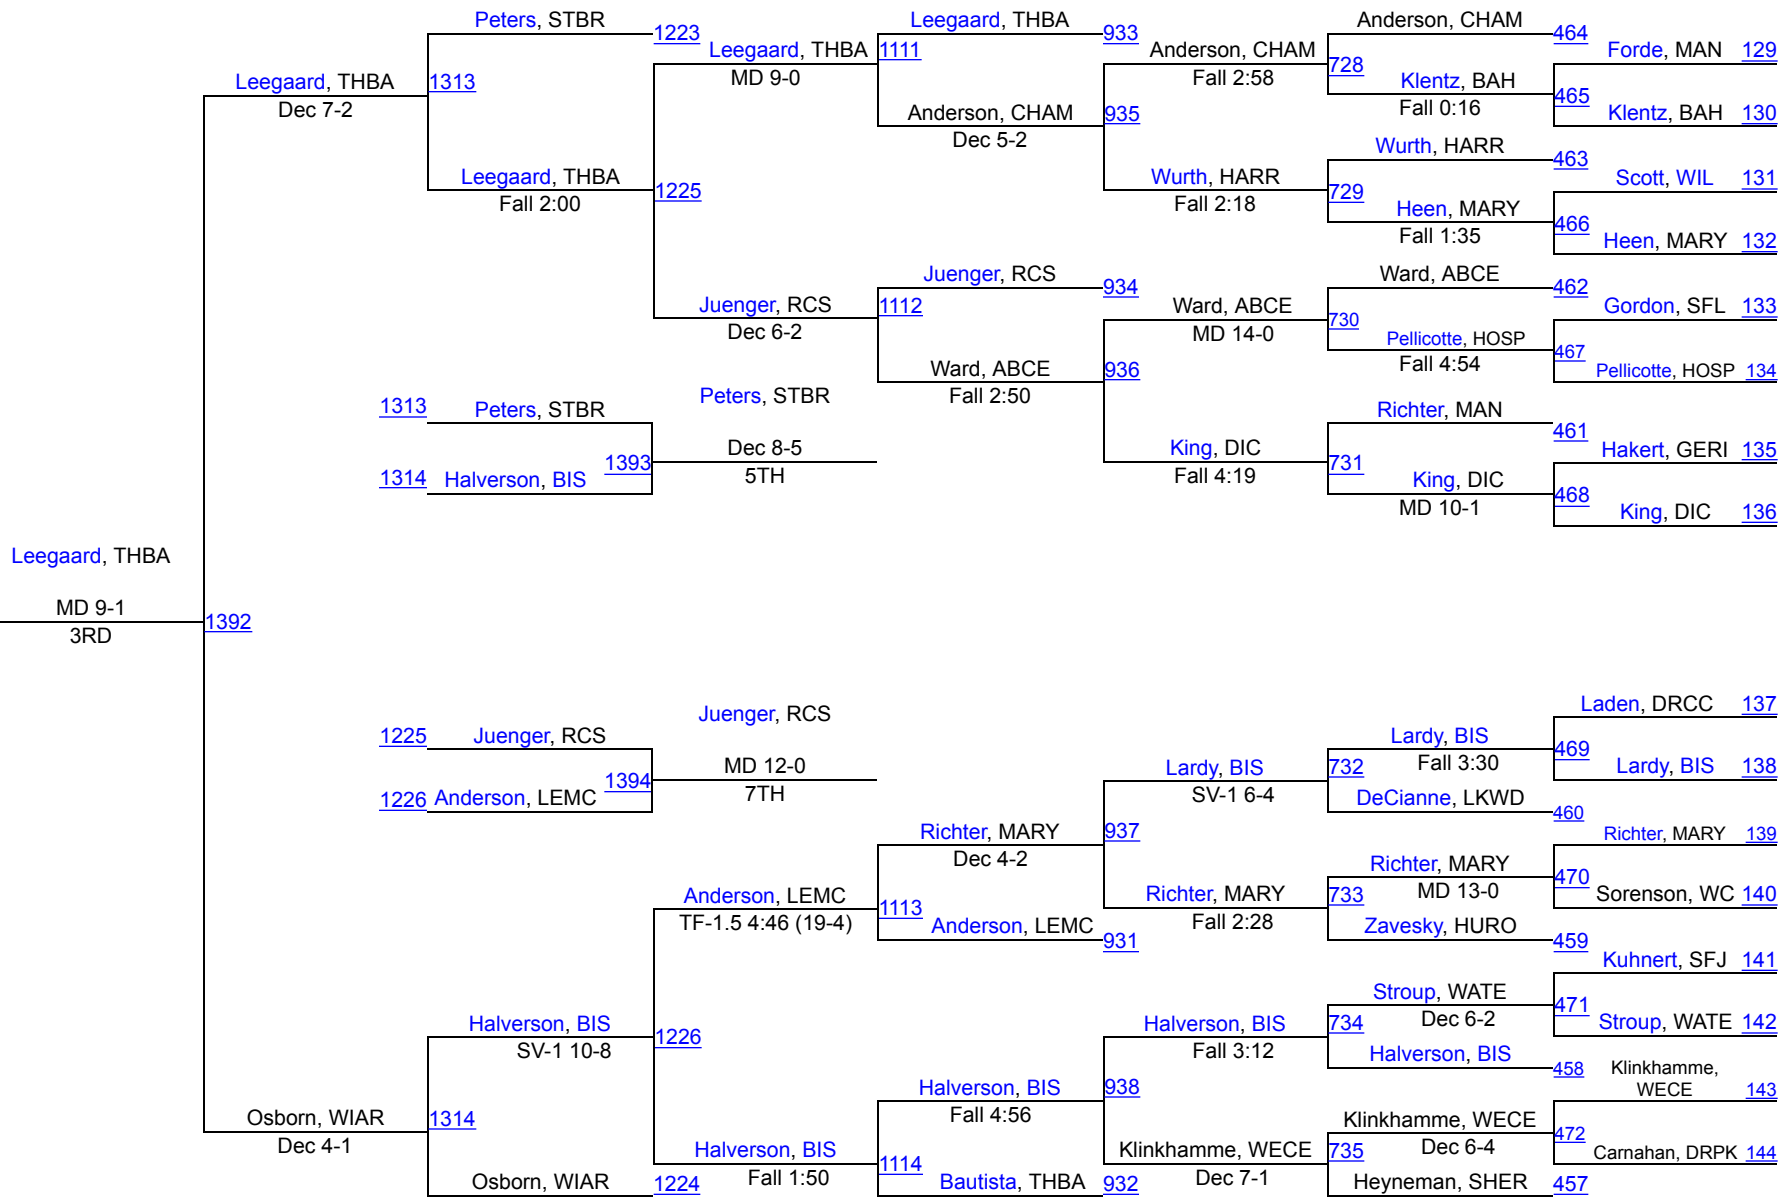 Peters, STBR
1223
Leegaard, THBA
933
Anderson, CHAM
464
Leegaard, THBA
1111
MD 9-0
Anderson, CHAM
Fall 2:58
728
Forde, MAN 129
Leegaard, THBA
Dec 7-2
1313
Klentz, BAH
Fall 0:16
465
Anderson, CHAM
Dec 5-2
935
Klentz, BAH 130
Wurth, HARR
463
Leegaard, THBA
Fall 2:00
1225
Wurth, HARR
Fall 2:18
729
Scott, WIL 131
Heen, MARY
Fall 1:35
466
Heen, MARY 132
Juenger, RCS
934
Ward, ABCE
462
Juenger, RCS
Dec 6-2
1112
Ward, ABCE
MD 14-0
730
Gordon, SFL 133
Pellicotte, HOSP
Fall 4:54
467
Ward, ABCE
Fall 2:50
936
Pellicotte, HOSP 134
Peters, STBR
1313
Peters, STBR
Richter, MAN
461
Dec 8-5
5TH
1393
King, DIC
Fall 4:19
731
Hakert, GERI 135
1314
Halverson, BIS
King, DIC
MD 10-1
468
King, DIC 136
Leegaard, THBA
MD 9-1
3RD
1392
Laden, DRCC 137
Juenger, RCS
1225
Juenger, RCS
Lardy, BIS
Fall 3:30
469
MD 12-0
7TH
1394
Lardy, BIS
SV-1 6-4
732
Lardy, BIS 138
1226
Anderson, LEMC
DeCianne, LKWD
460
Richter, MARY
Dec 4-2
937
Richter, MARY 139
Richter, MARY
MD 13-0
470
Anderson, LEMC
TF-1.5 4:46 (19-4)
1113
Richter, MARY
Fall 2:28
733
Sorenson, WC 140
Anderson, LEMC
931
Zavesky, HURO
459
Kuhnert, SFJ 141
Stroup, WATE
Dec 6-2
471
Halverson, BIS
SV-1 10-8
1226
Halverson, BIS
Fall 3:12
734
Stroup, WATE 142
Halverson, BIS
458
Klinkhamme,
WECE 143
Halverson, BIS
Fall 4:56
938
Osborn, WIAR
Dec 4-1
1314
Klinkhamme, WECE
Dec 6-4
472
Halverson, BIS
Fall 1:50
1114
Klinkhamme, WECE
Dec 7-1
735
Carnahan, DRPK 144
Osborn, WIAR
1224
Bautista, THBA
932
Heyneman, SHER
457